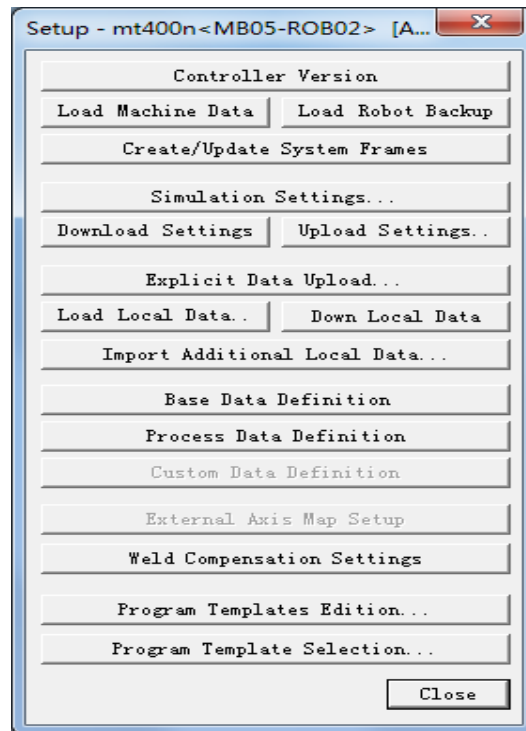 Setup - mt400n<MB05-ROB02> [A...
Controller Version
Load Machine Data Load Robot Backup
Create/Update System Frames
Simulation Settings...
Download Settings Upload Settings..
Explicit Data Upload...
Load Local Data.. Down Local Data
Import Additional Local Data...
Base Data Definition
Process Data Definition
Custom Data Definition
External Axis Map Setup
Weld Compensation Settings
Program Templates Edition...
Program Template Selection...
Close